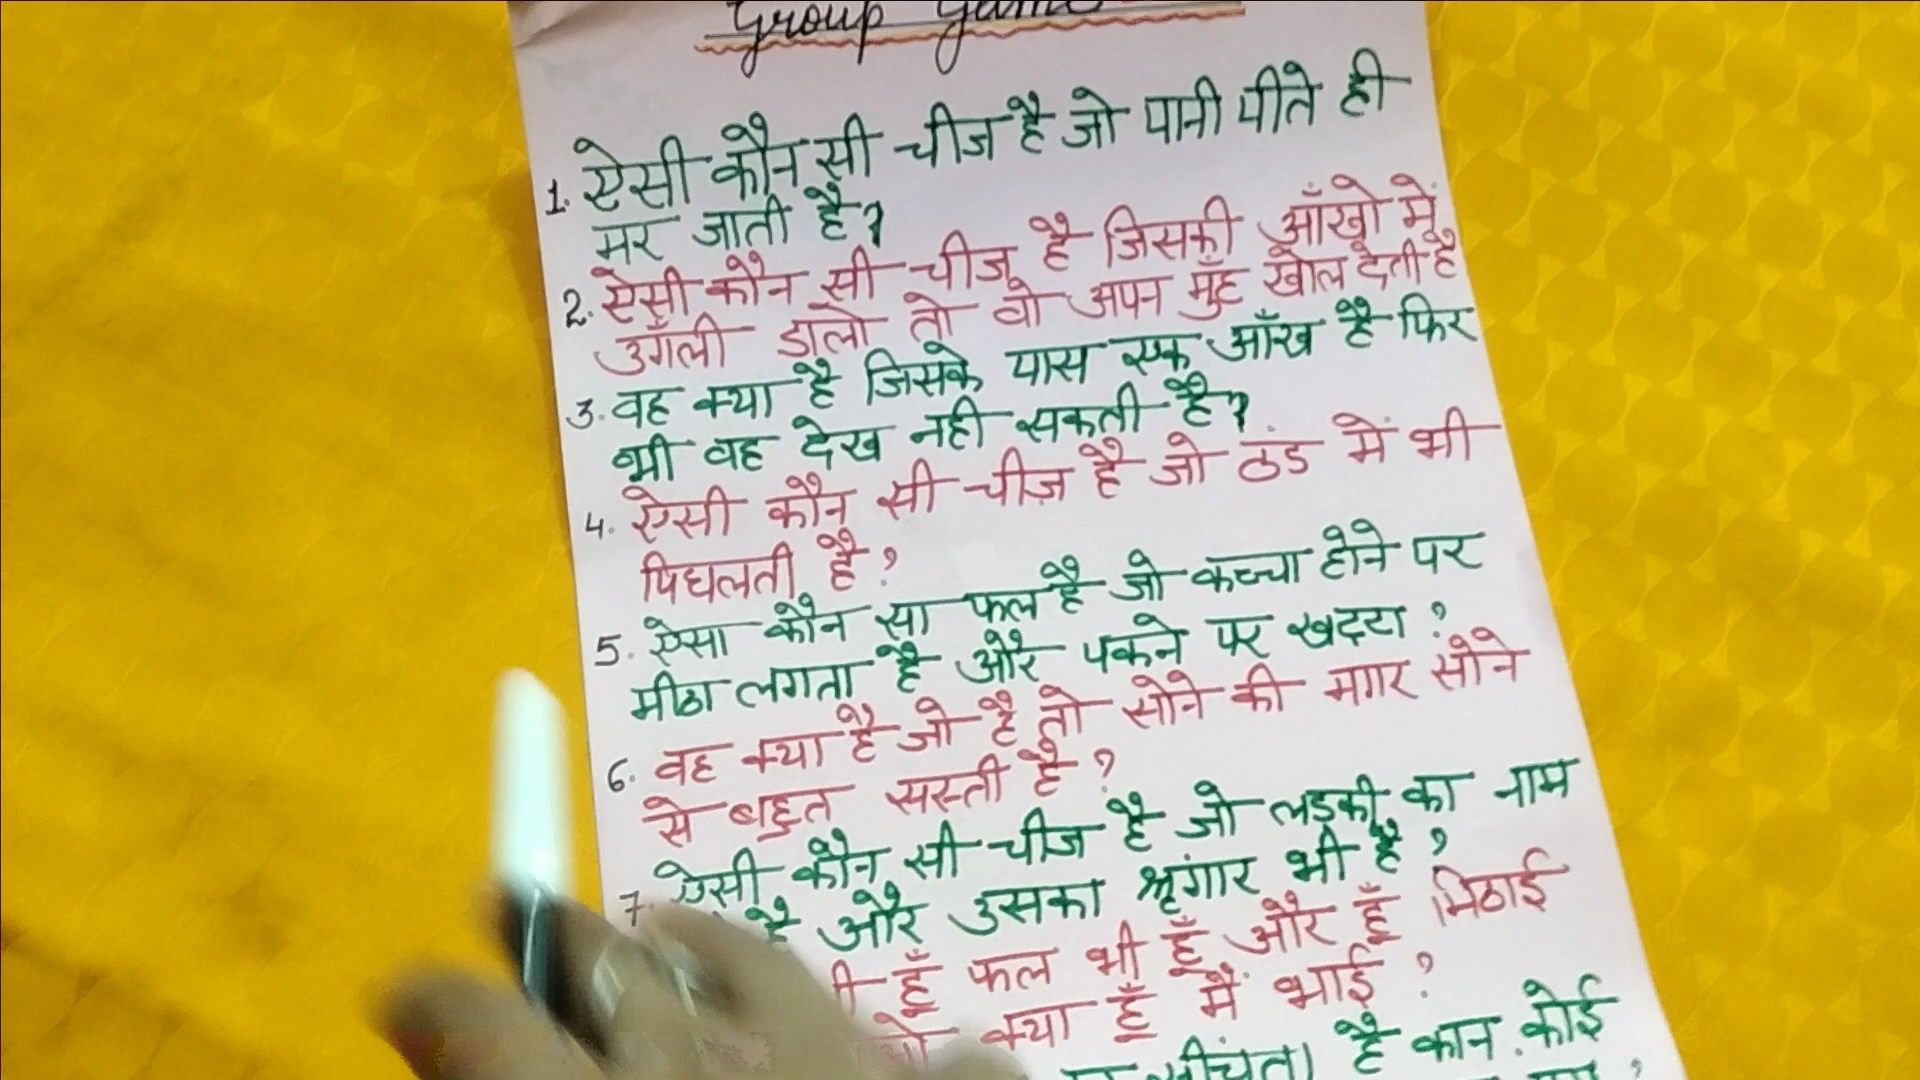 Group Game
1. ऐसी कौन सी चीज है जो पानी पीते ही
मर जाती है?
2. ऐसी कौन सी चीज है जिसकी आँखो में
उँगली डालो तो वो अपन मुँह खोल देती है
3. वह क्या है जिसके पास एक आँख है फिर
भी वह देख नही सकती है?
4. ऐसी कौन सी चीज़ है जो ठंड में भी
पिघलती है?
5. ऐसा कौन सा फल है जो कच्चा होने पर
मीठा लगता है और पकने पर खट्टा?
6. वह क्या है जो है तो सोने की मगर सोने
से बहुत सस्ती है?
7. ऐसी कौन सी चीज है जो लड़की का नाम
है और उसका श्रृंगार भी है?
हूँ फल भी हूँ और हूँ मिठाई
क्या हूँ मैं भाई?
है कान कोई